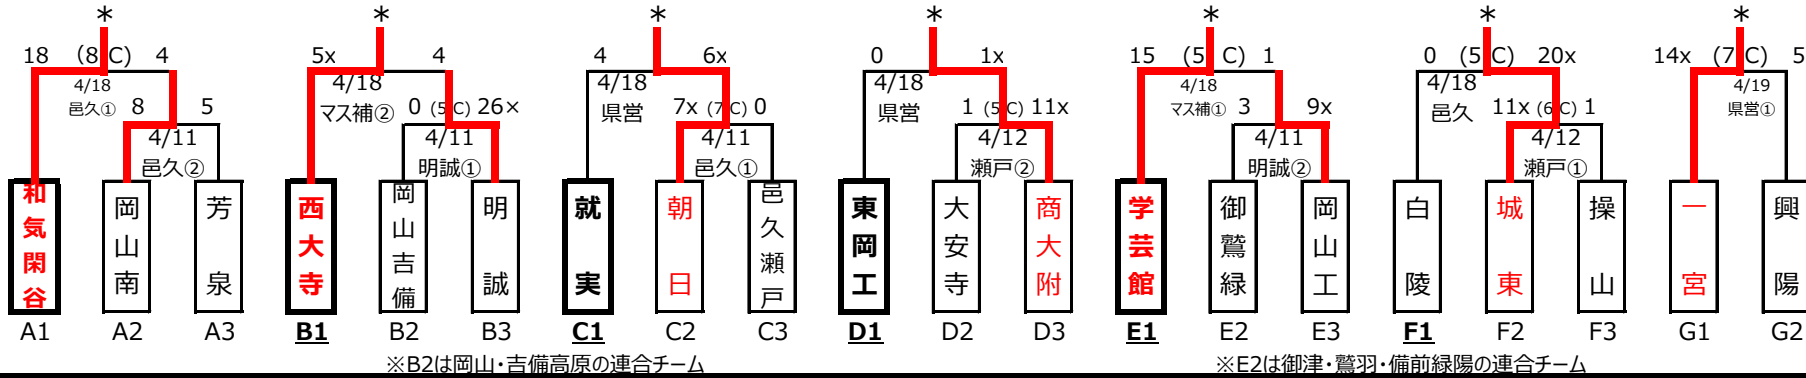 * * * * * * *
18 (8 C) 4 5x 4 4 6x 0 1x 15 (5 C) 1 0 (5 C) 20x 14x (7 C) 5
4/18 4/18 4/18 4/18 4/18 4/18 4/19
邑久① 8 5 マス補② 0 (5 C) 26× 県営 7x (7 C) 0 県営 1 (5 C) 11x マス補① 3 9x 邑久 11x (6 C) 1 県営①
4/11 4/11 4/11 4/12 4/11 4/12
邑久② 明誠① 邑久① 瀬戸② 明誠② 瀬戸①
和気閑谷 岡山南 芳泉 西大寺 岡山吉備 明誠 就実 朝日 邑久瀬戸 東岡工 大安寺 商大附 学芸館 御鷲緑 岡山工 白陵 城東 操山 一宮 興陽
A1 A2 A3 B1 B2 B3 C1 C2 C3 D1 D2 D3 E1 E2 E3 F1 F2 F3 G1 G2
※B2は岡山・吉備高原の連合チーム ※E2は御津・鷲羽・備前緑陽の連合チーム